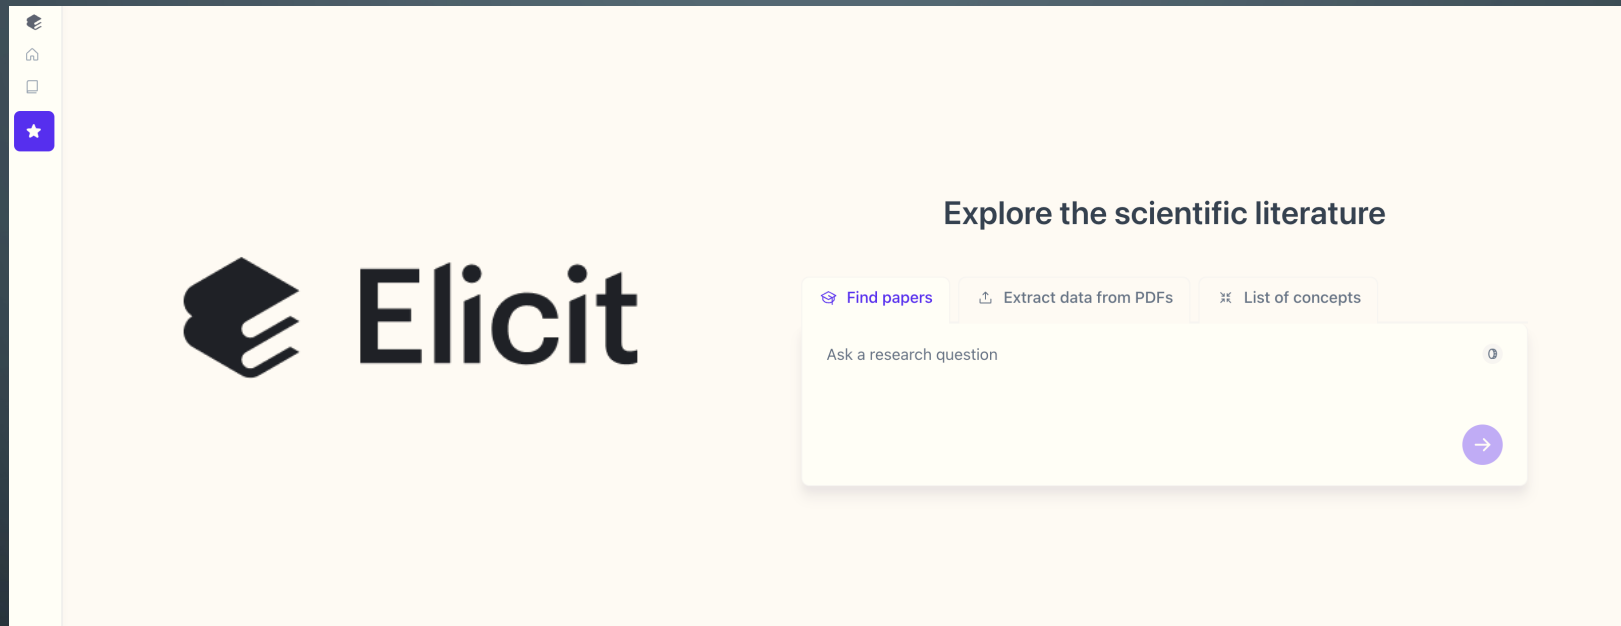 Elicit
Explore the scientific literature
Find papers
Extract data from PDFs
List of concepts
Ask a research question